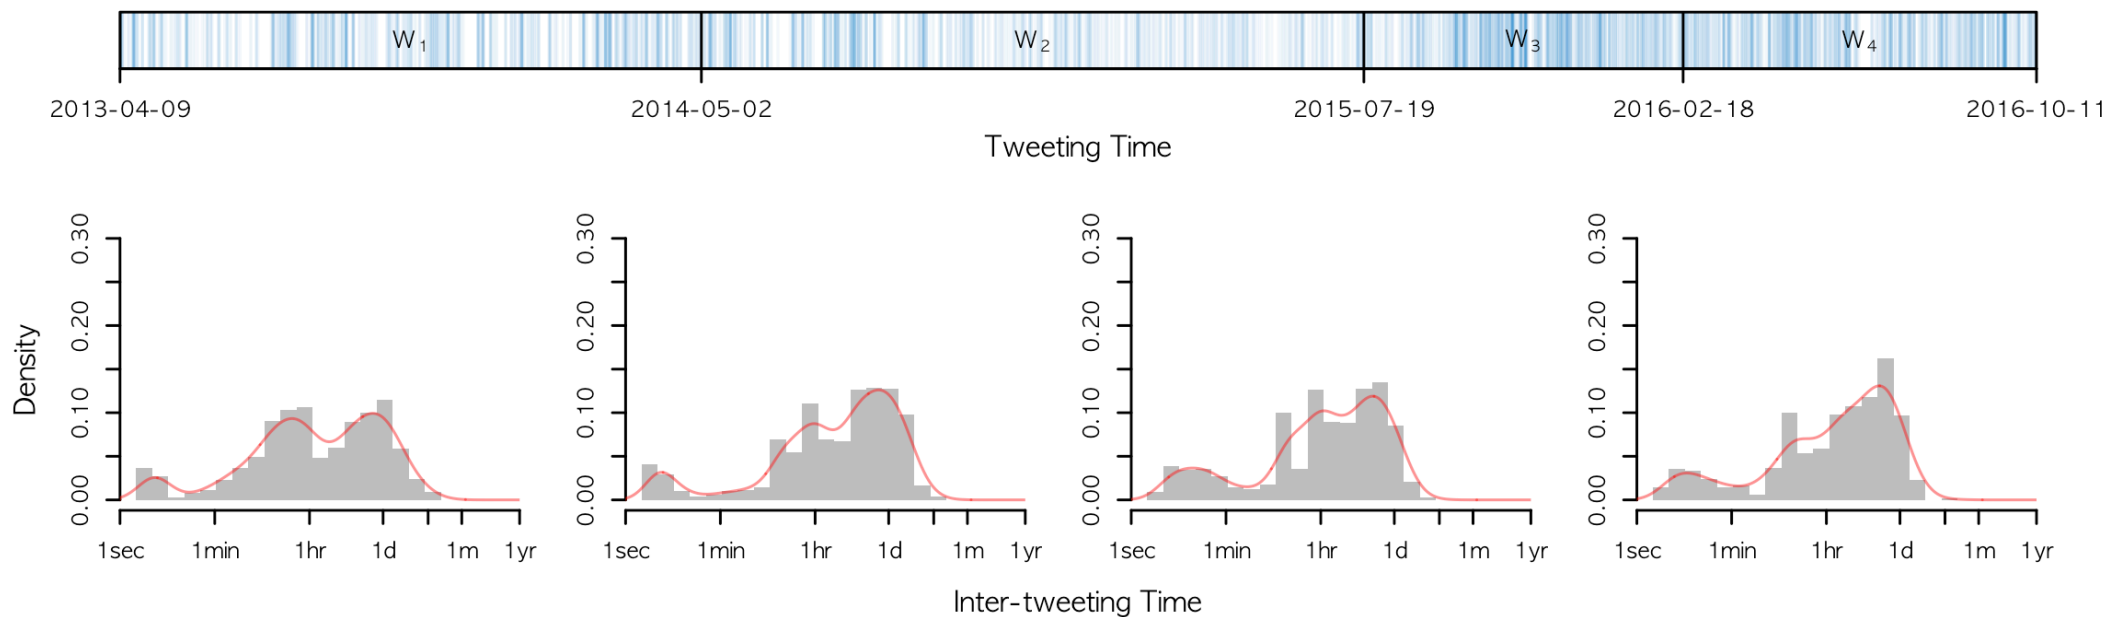 W1 W2 W3 W4
2013-04-09 2014-05-02 2015-07-19 2016-02-18 2016-10-11
Tweeting Time
Density
0.30 0.30 0.30 0.30
0.20 0.20 0.20 0.20
0.10 0.10 0.10 0.10
0.00 0.00 0.00 0.00
1sec 1min 1hr 1d 1m 1yr 1sec 1min 1hr 1d 1m 1yr 1sec 1min 1hr 1d 1m 1yr 1sec 1min 1hr 1d 1m 1yr
Inter-tweeting Time